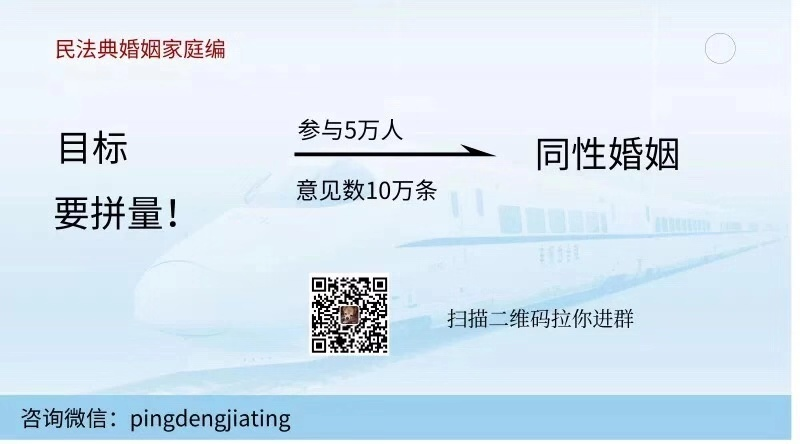 民法典婚姻家庭编
目标
要拼量！
参与5万人
意见数10万条
同性婚姻
扫描二维码拉你进群
咨询微信：pingdengjiating